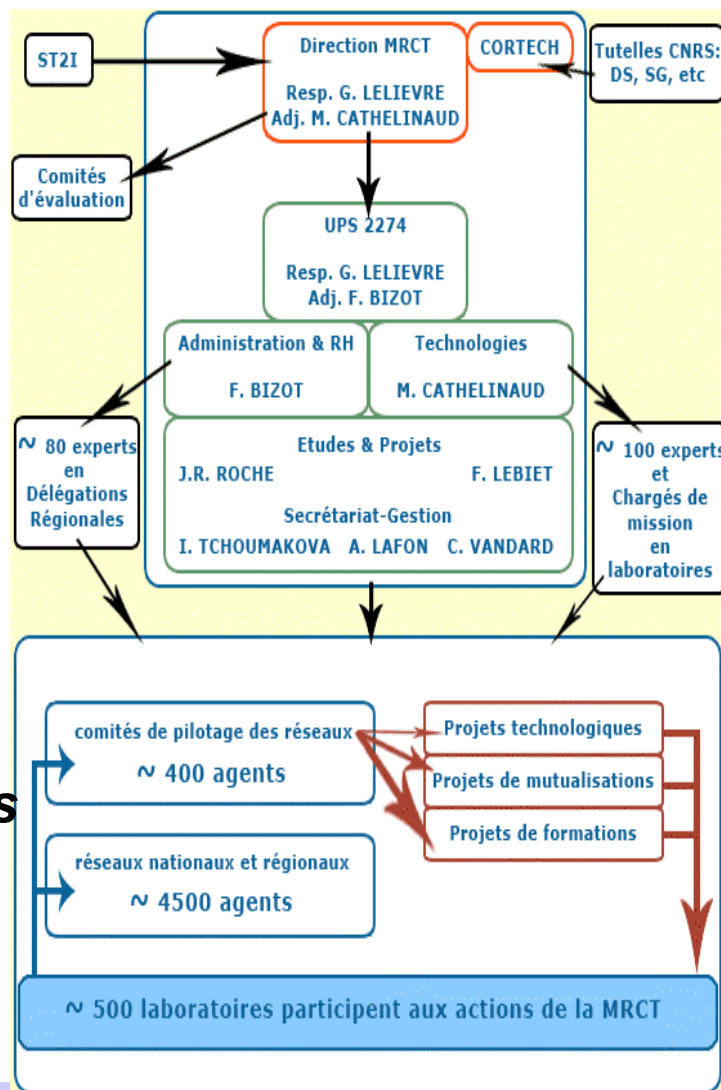 ST2I
Direction MRCT
Resp. G. LELIEVRE
Adj. M. CATHELINAUD
CORTECH
Tutelles CNRS:
DS, SG, etc
Comités
d'évaluation
UPS 2274
Resp. G. LELIEVRE
Adj. F. BIZOT
Administration & RH
F. BIZOT
Technologies
M. CATHELINAUD
~ 80 experts
en
Délégations
Régionales
Etudes & Projets
J.R. ROCHE F. LEBIET
Secrétariat-Gestion
I. TCHOUMAKOVA A. LAFON C. VANDARD
~ 100 experts
et
Chargés de
mission
en
laboratoires
comités de pilotage des réseaux
~ 400 agents
Projets technologiques
Projets de mutualisations
Projets de formations
s
réseaux nationaux et régionaux
~ 4500 agents
~ 500 laboratoires participent aux actions de la MRCT